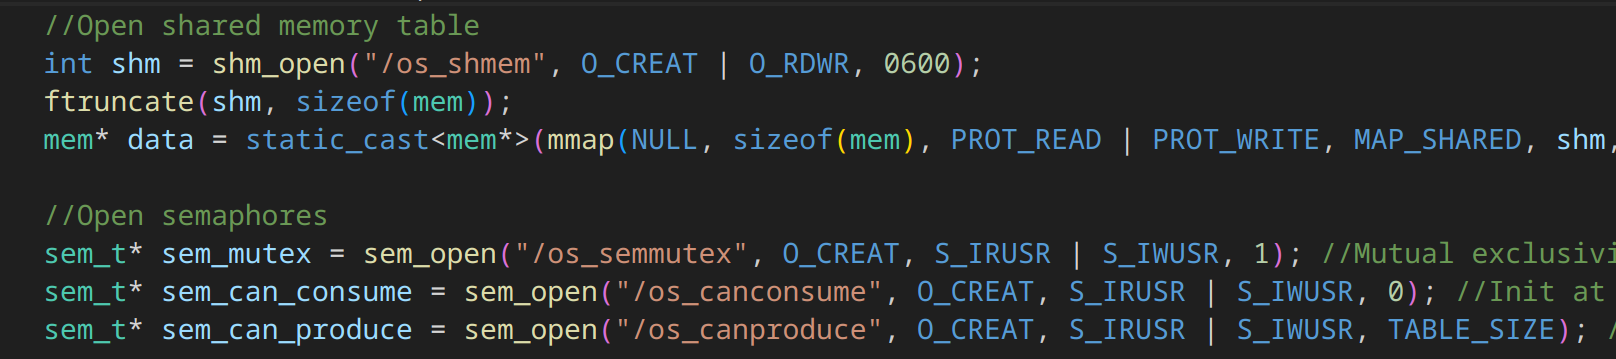 //Open shared memory table
int shm = shm_open("/os_shmem", O_CREAT | O_RDWR, 0600);
ftruncate(shm, sizeof(mem));
mem* data = static_cast<mem*>(mmap(NULL, sizeof(mem), PROT_READ | PROT_WRITE, MAP_SHARED, shm,
//Open semaphores
sem_t* sem_mutex = sem_open("/os_semmutex", O_CREAT, S_IRUSR | S_IWUSR, 1); //Mutual exclusivi
sem_t* sem_can_consume = sem_open("/os_canconsume", O_CREAT, S_IRUSR | S_IWUSR, 0); //Init at
sem_t* sem_can_produce = sem_open("/os_canproduce", O_CREAT, S_IRUSR | S_IWUSR, TABLE_SIZE); /